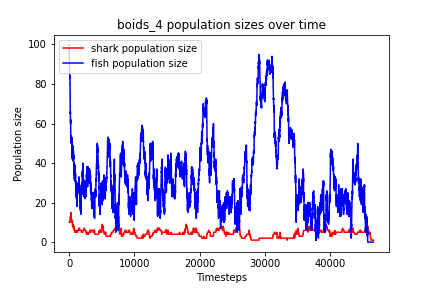 boids_4 population sizes over time
shark population size
fish population size
100
80
60
40
20
0
Population size
0
10000
20000
30000
40000
Timesteps